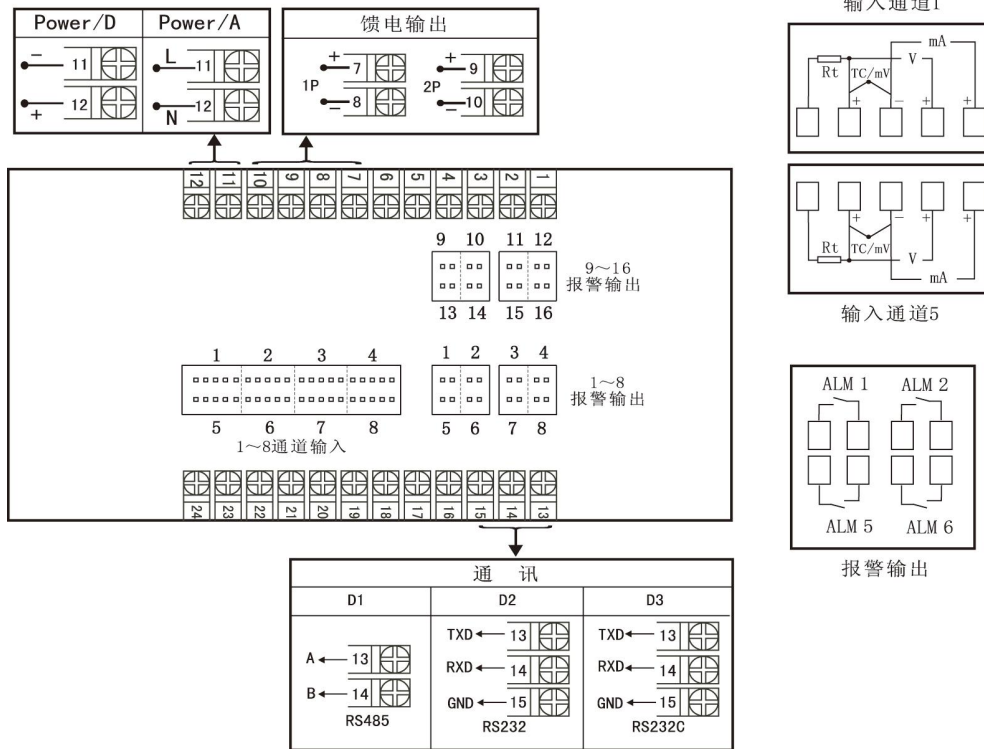 Power/D Power/A
馈电输出
− 11
+ 12
L 11
N 12
1P + 7
− 8
2P + 9
− 10
输入通道1
Rt TC/mV V mA
+ − + +
12 11 10 9 8 7 6 5 4 3 2 1
9 10 11 12
9～16
报警输出
13 14 15 16
1 2 3 4
5 6 7 8
1～8通道输入
1 2 3 4
1～8
报警输出
5 6 7 8
24 23 22 21 20 19 18 17 16 15 14 13
+ − + +
Rt TC/mV V mA
输入通道5
ALM 1 ALM 2
ALM 5 ALM 6
报警输出
通 讯
D1 D2 D3
A 13
B 14
RS485
TXD 13
RXD 14
GND 15
RS232
TXD 13
RXD 14
GND 15
RS232C